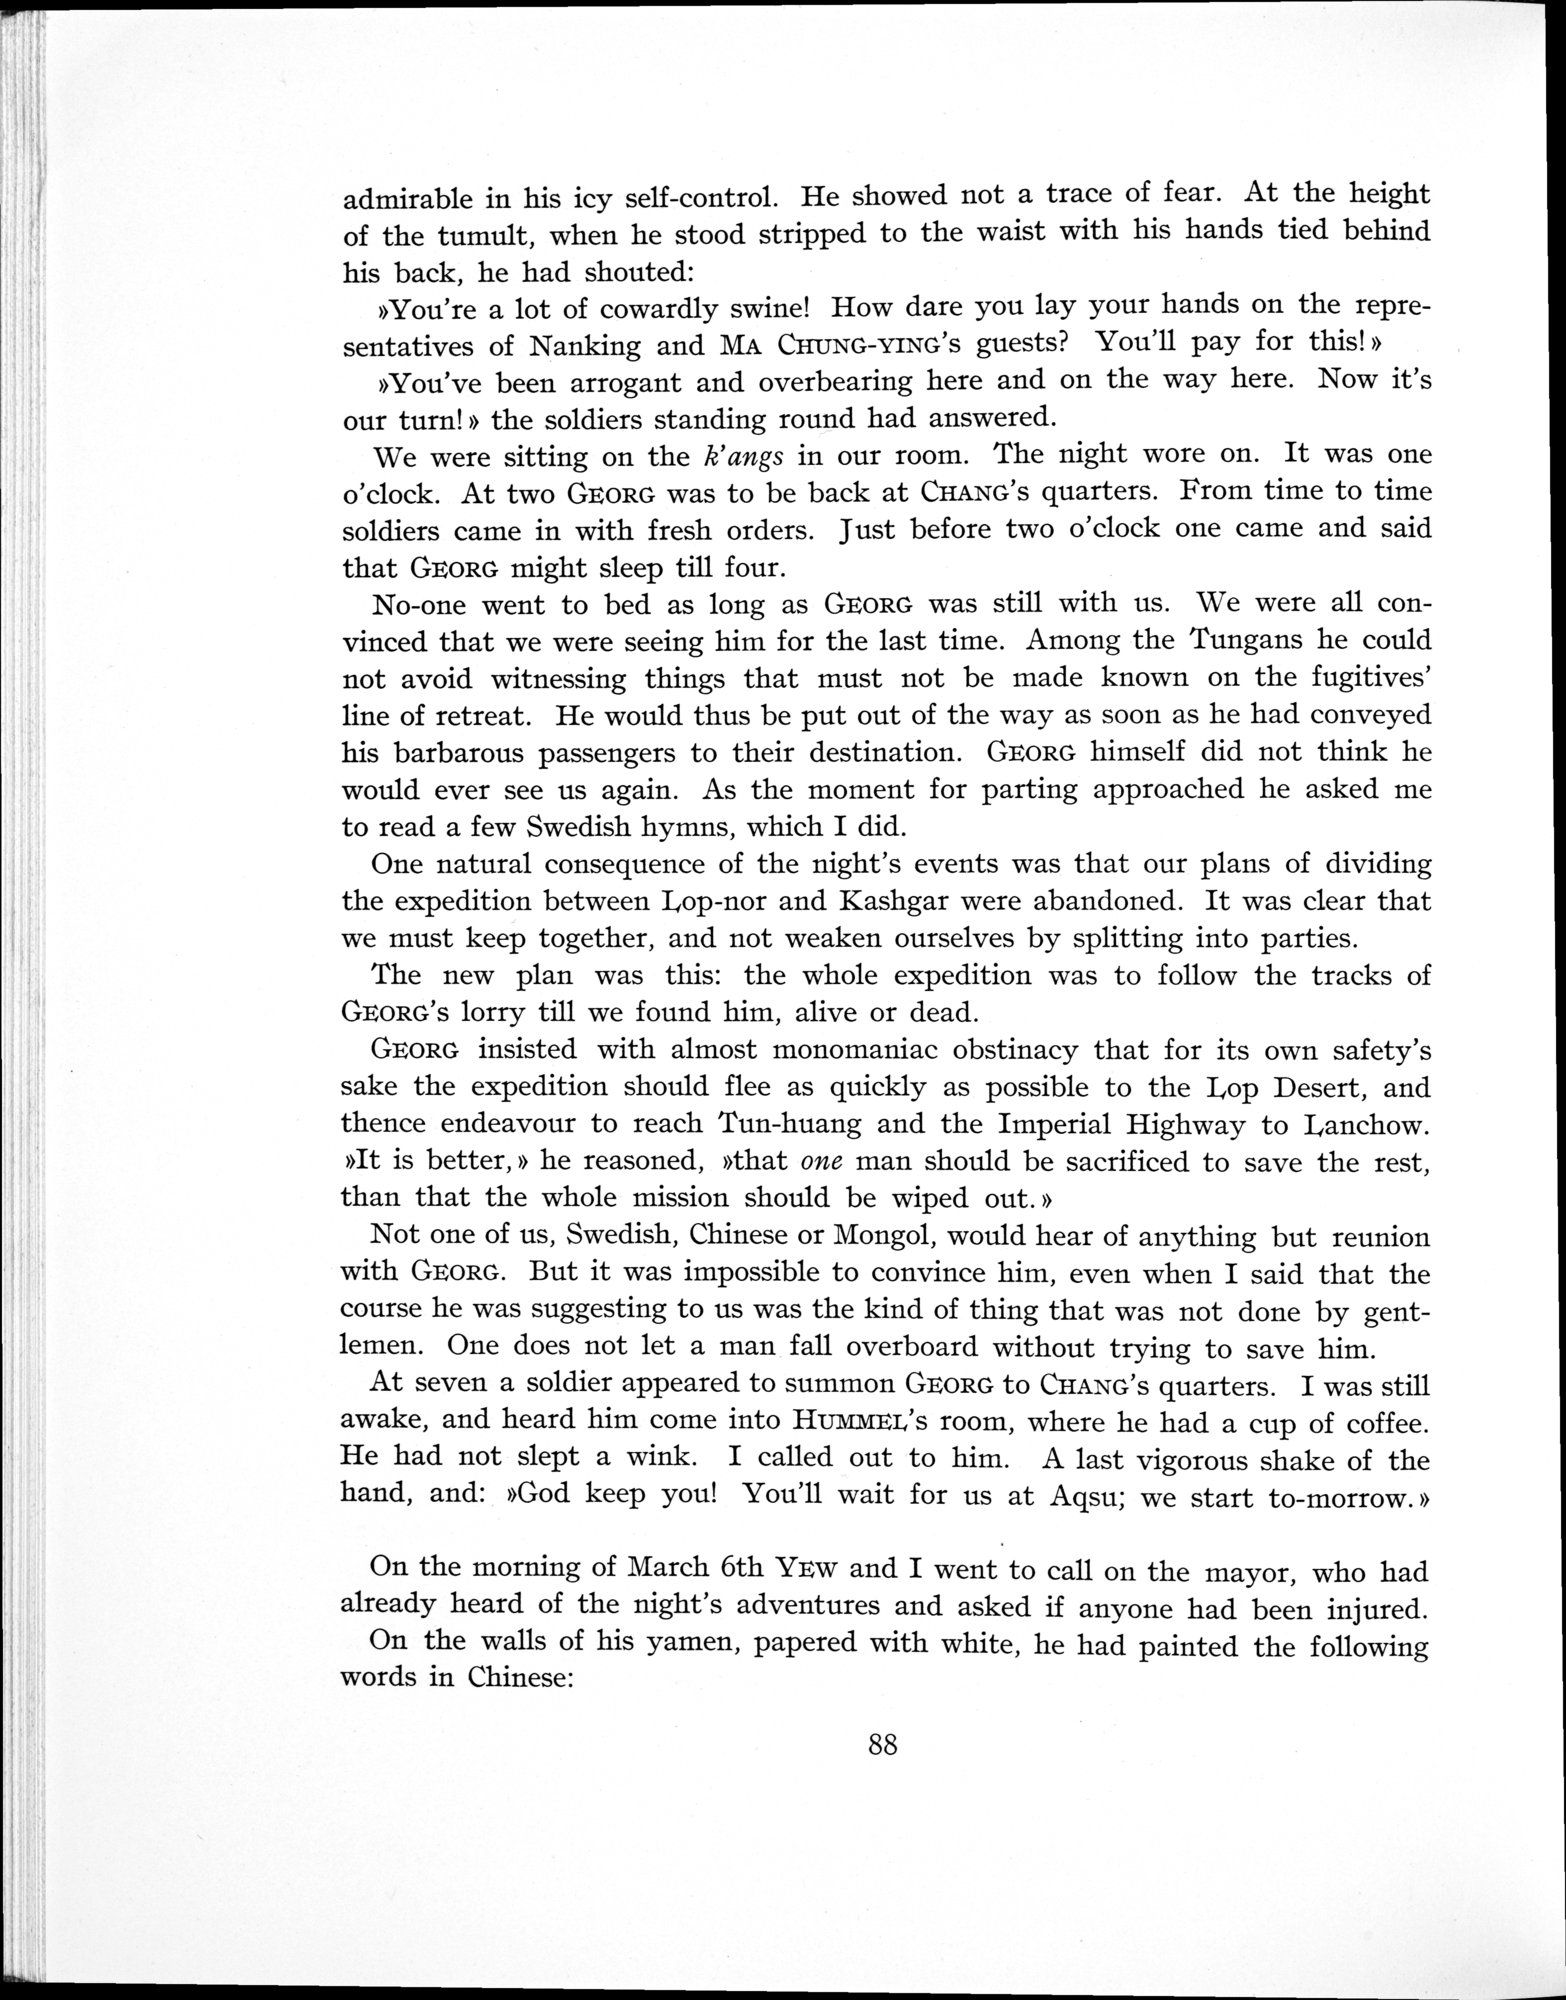 admirable in his icy self-control. He showed not a trace of fear. At the height
of the tumult, when he stood stripped to the waist with his hands tied behind
his back, he had shouted:
»You're a lot of cowardly swine! How dare you lay your hands on the repre-
sentatives of Nanking and MA CHUNG-YING's guests? You'll pay for this!»
»You've been arrogant and overbearing here and on the way here. Now it's
our turn!» the soldiers standing round had answered.
We were sitting on the k'angs in our room. The night wore on. It was one
o'clock. At two GEORG was to be back at CHANG's quarters. From time to time
soldiers came in with fresh orders. Just before two o'clock one came and said
that GEORG might sleep till four.
No-one went to bed as long as GEORG was still with us. We were all con-
vinced that we were seeing him for the last time. Among the Tungans he could
not avoid witnessing things that must not be made known on the fugitives'
line of retreat. He would thus be put out of the way as soon as he had conveyed
his barbarous passengers to their destination. GEORG himself did not think he
would ever see us again. As the moment for parting approached he asked me
to read a few Swedish hymns, which I did.
One natural consequence of the night's events was that our plans of dividing
the expedition between Lop-nor and Kashgar were abandoned. It was clear that
we must keep together, and not weaken ourselves by splitting into parties.
The new plan was this: the whole expedition was to follow the tracks of
GEORG's lorry till we found him, alive or dead.
GEORG insisted with almost monomaniac obstinacy that for its own safety's
sake the expedition should flee as quickly as possible to the Lop Desert, and
thence endeavour to reach Tun-huang and the Imperial Highway to Lanchow.
»It is better,» he reasoned, »that one man should be sacrificed to save the rest,
than that the whole mission should be wiped out.»
Not one of us, Swedish, Chinese or Mongol, would hear of anything but reunion
with GEORG. But it was impossible to convince him, even when I said that the
course he was suggesting to us was the kind of thing that was not done by gent-
lemen. One does not let a man fall overboard without trying to save him.
At seven a soldier appeared to summon GEORG to CHANG's quarters. I was still
awake, and heard him come into HUMMEL's room, where he had a cup of coffee.
He had not slept a wink. I called out to him. A last vigorous shake of the
hand, and: »God keep you! You'll wait for us at Aqsu; we start to-morrow.»
On the morning of March 6th YEW and I went to call on the mayor, who had
already heard of the night's adventures and asked if anyone had been injured.
On the walls of his yamen, papered with white, he had painted the following
words in Chinese:
88